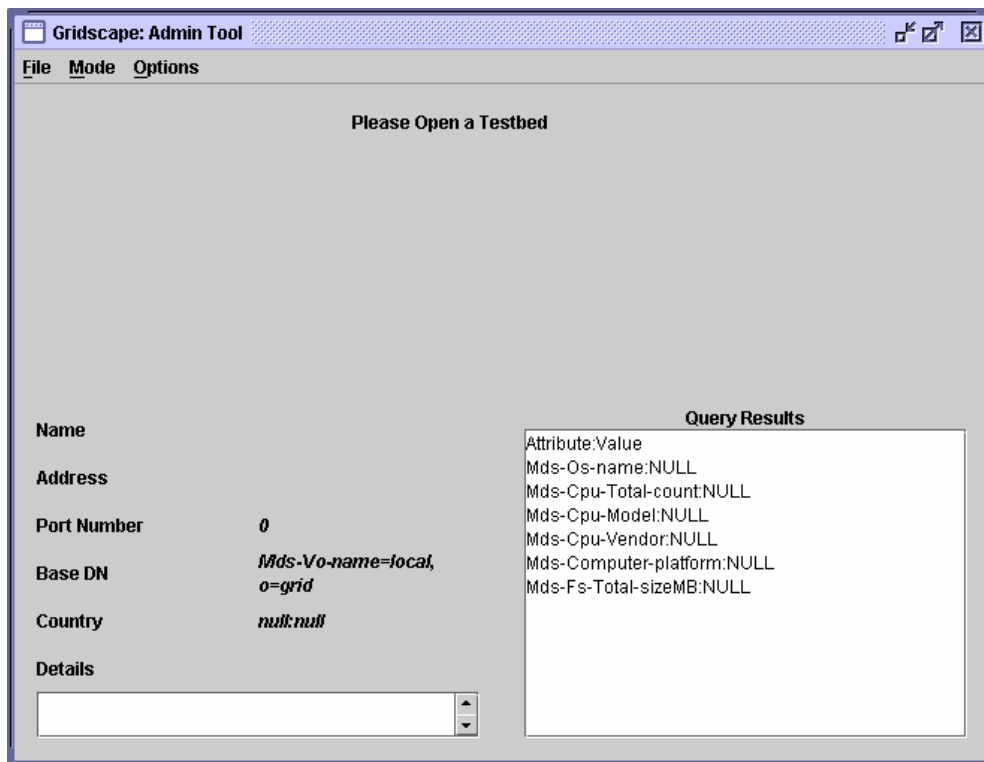 Gridscape: Admin Tool
File Mode Options
Please Open a Testbed
Name
Address
Port Number 0
Base DN Mds-Vo-name=local,
o=grid
Country null:null
Details
Query Results
Attribute:Value
Mds-Os-name:NULL
Mds-Cpu-Total-count:NULL
Mds-Cpu-Model:NULL
Mds-Cpu-Vendor:NULL
Mds-Computer-platform:NULL
Mds-Fs-Total-sizeMB:NULL